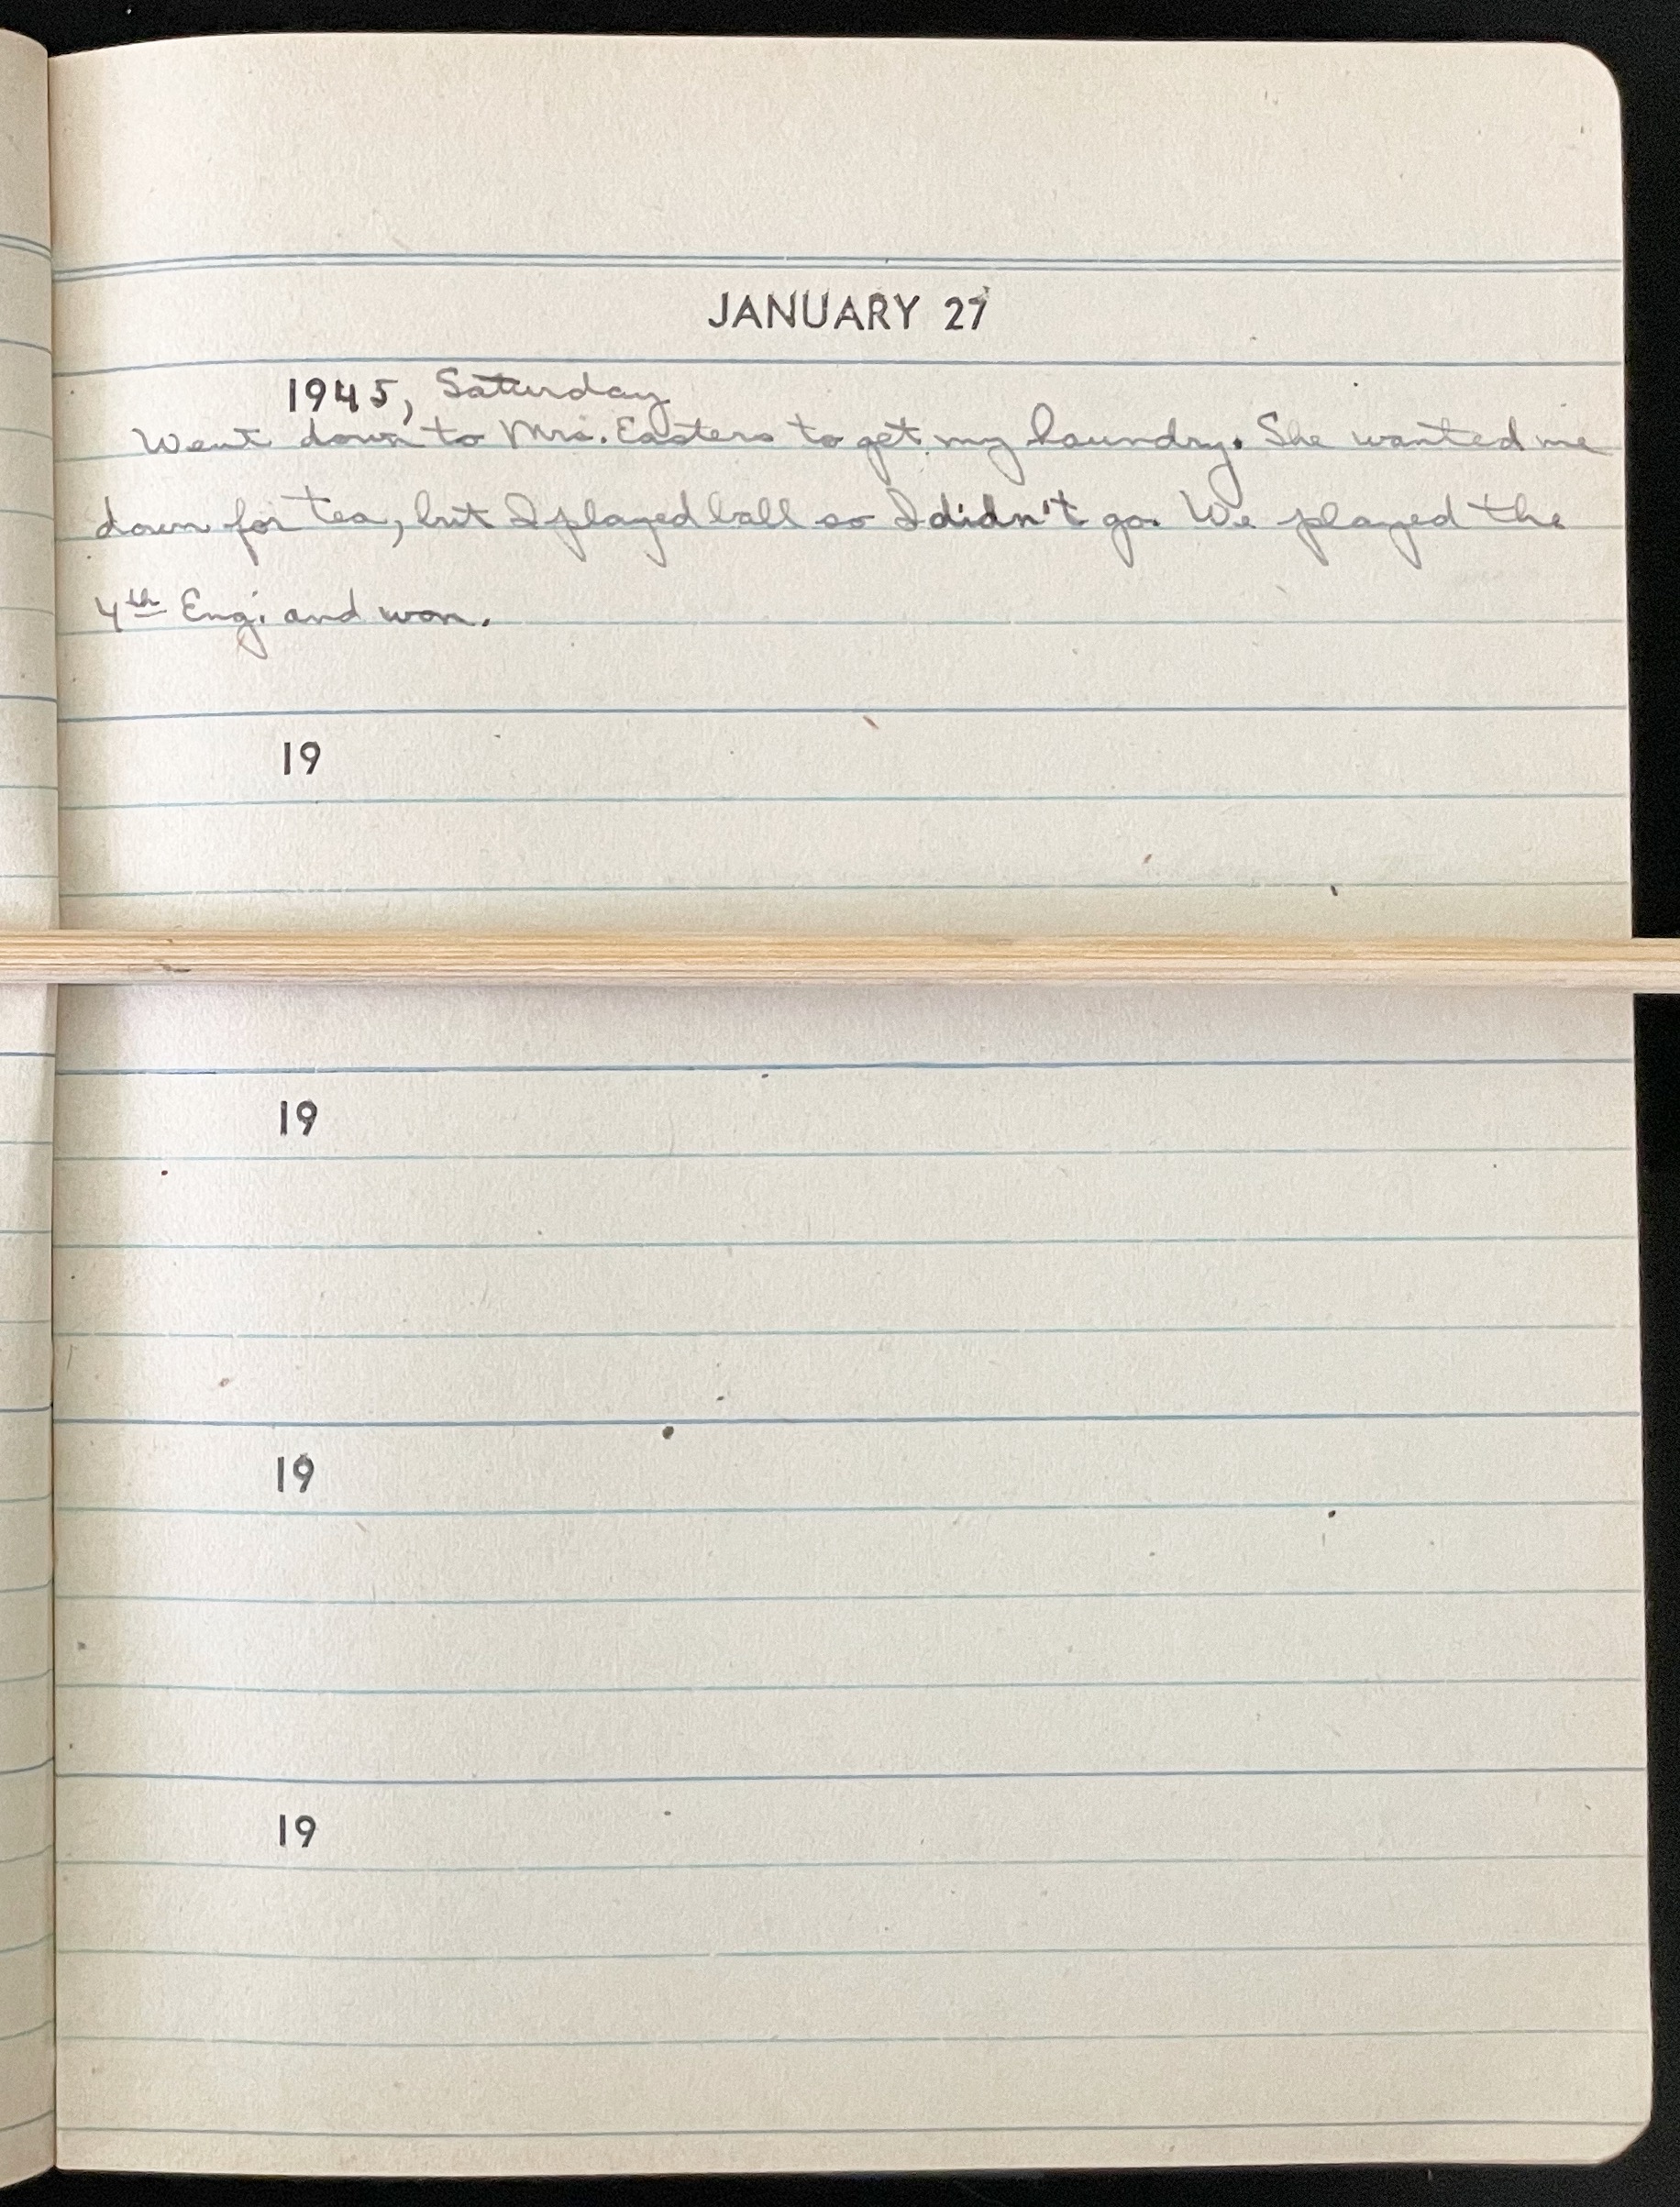 JANUARY 27
1945, Saturday
Went down to Mrs. Easters to get my laundry. She wanted me
down for tea, but I played ball so I didn't go. We played the
4th Eng. and won.
19
19
19
19